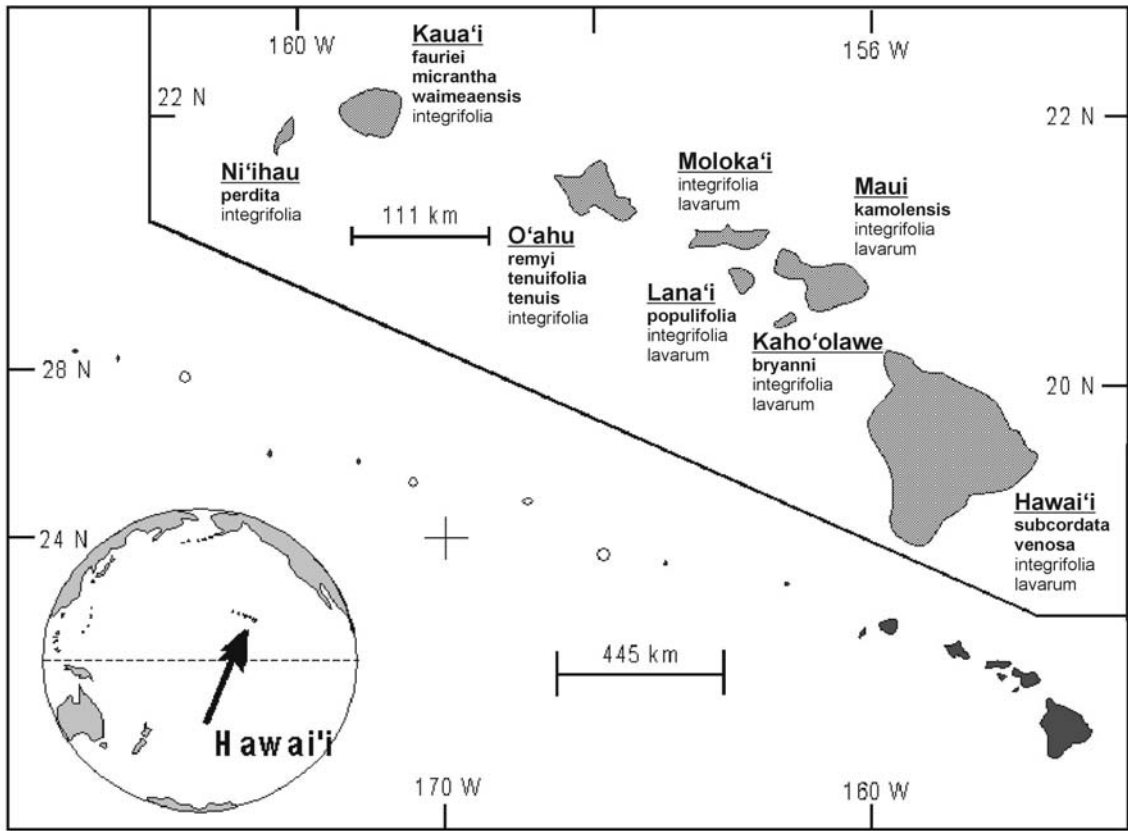 160 W
156 W
22 N
22 N
Kaua‘i
fauriei
micrantha
waimeaensis
integrifolia
Ni‘ihau
perdita
integrifolia
111 km
O‘ahu
remyi
tenuifolia
tenuis
integrifolia
Moloka‘i
integrifolia
lavarum
Maui
kamolensis
integrifolia
lavarum
Lana‘i
populifolia
integrifolia
lavarum
Kaho‘olawe
bryanni
integrifolia
lavarum
20 N
28 N
24 N
Hawai‘i
subcordata
venosa
integrifolia
lavarum
445 km
Hawai'i
170 W
160 W